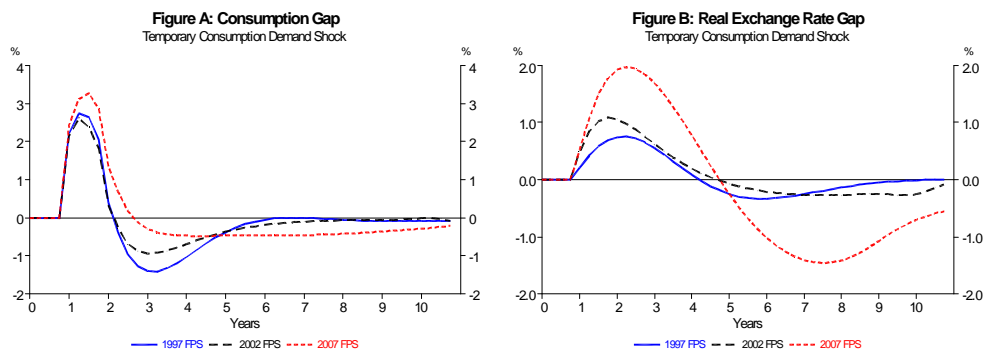 Figure A: Consumption Gap
Temporary Consumption Demand Shock
% %
4 4
3 3
2 2
1 1
0 0
-1 -1
-2 -2
0 1 2 3 4 5 6 7 8 9 10
Years
1997 FPS 2002 FPS 2007 FPS
Figure B: Real Exchange Rate Gap
Temporary Consumption Demand Shock
% %
2.0 2.0
1.0 1.0
0.0 0.0
-1.0 -1.0
-2.0 -2.0
0 1 2 3 4 5 6 7 8 9 10
Years
1997 FPS 2002 FPS 2007 FPS